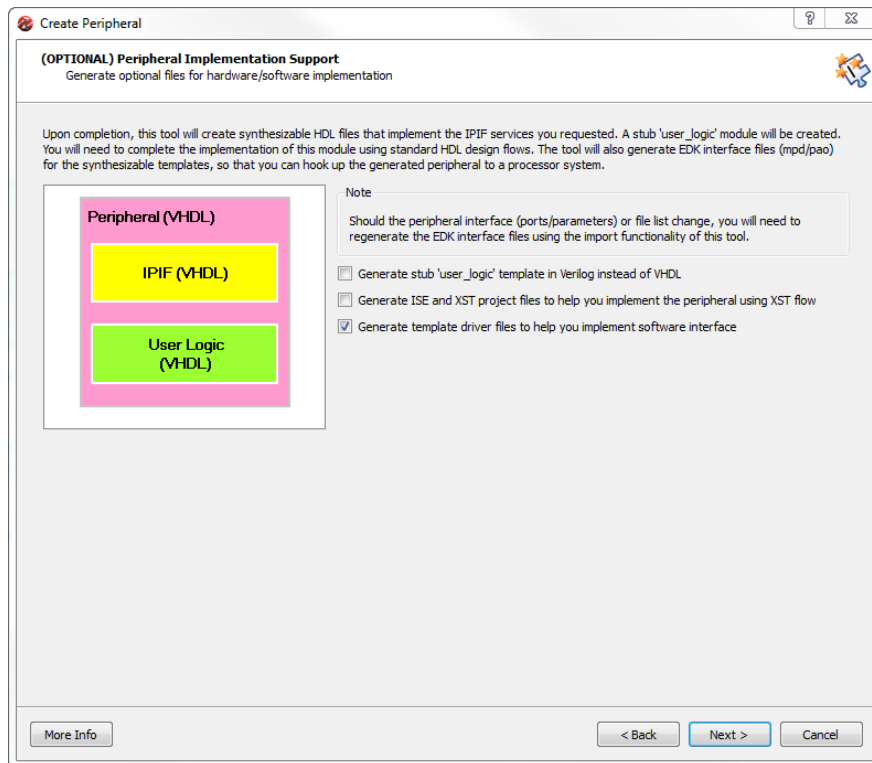 Create Peripheral
?
(OPTIONAL) Peripheral Implementation Support
Generate optional files for hardware/software implementation
Upon completion, this tool will create synthesizable HDL files that implement the IPIF services you requested. A stub 'user_logic' module will be created.
You will need to complete the implementation of this module using standard HDL design flows. The tool will also generate EDK interface files (mpd/pao)
for the synthesizable templates, so that you can hook up the generated peripheral to a processor system.
Peripheral (VHDL)
IPIF (VHDL)
User Logic
(VHDL)
Note
Should the peripheral interface (ports/parameters) or file list change, you will need to
regenerate the EDK interface files using the import functionality of this tool.
Generate stub 'user_logic' template in Verilog instead of VHDL
Generate ISE and XST project files to help you implement the peripheral using XST flow
Generate template driver files to help you implement software interface
More Info
< Back
Next >
Cancel